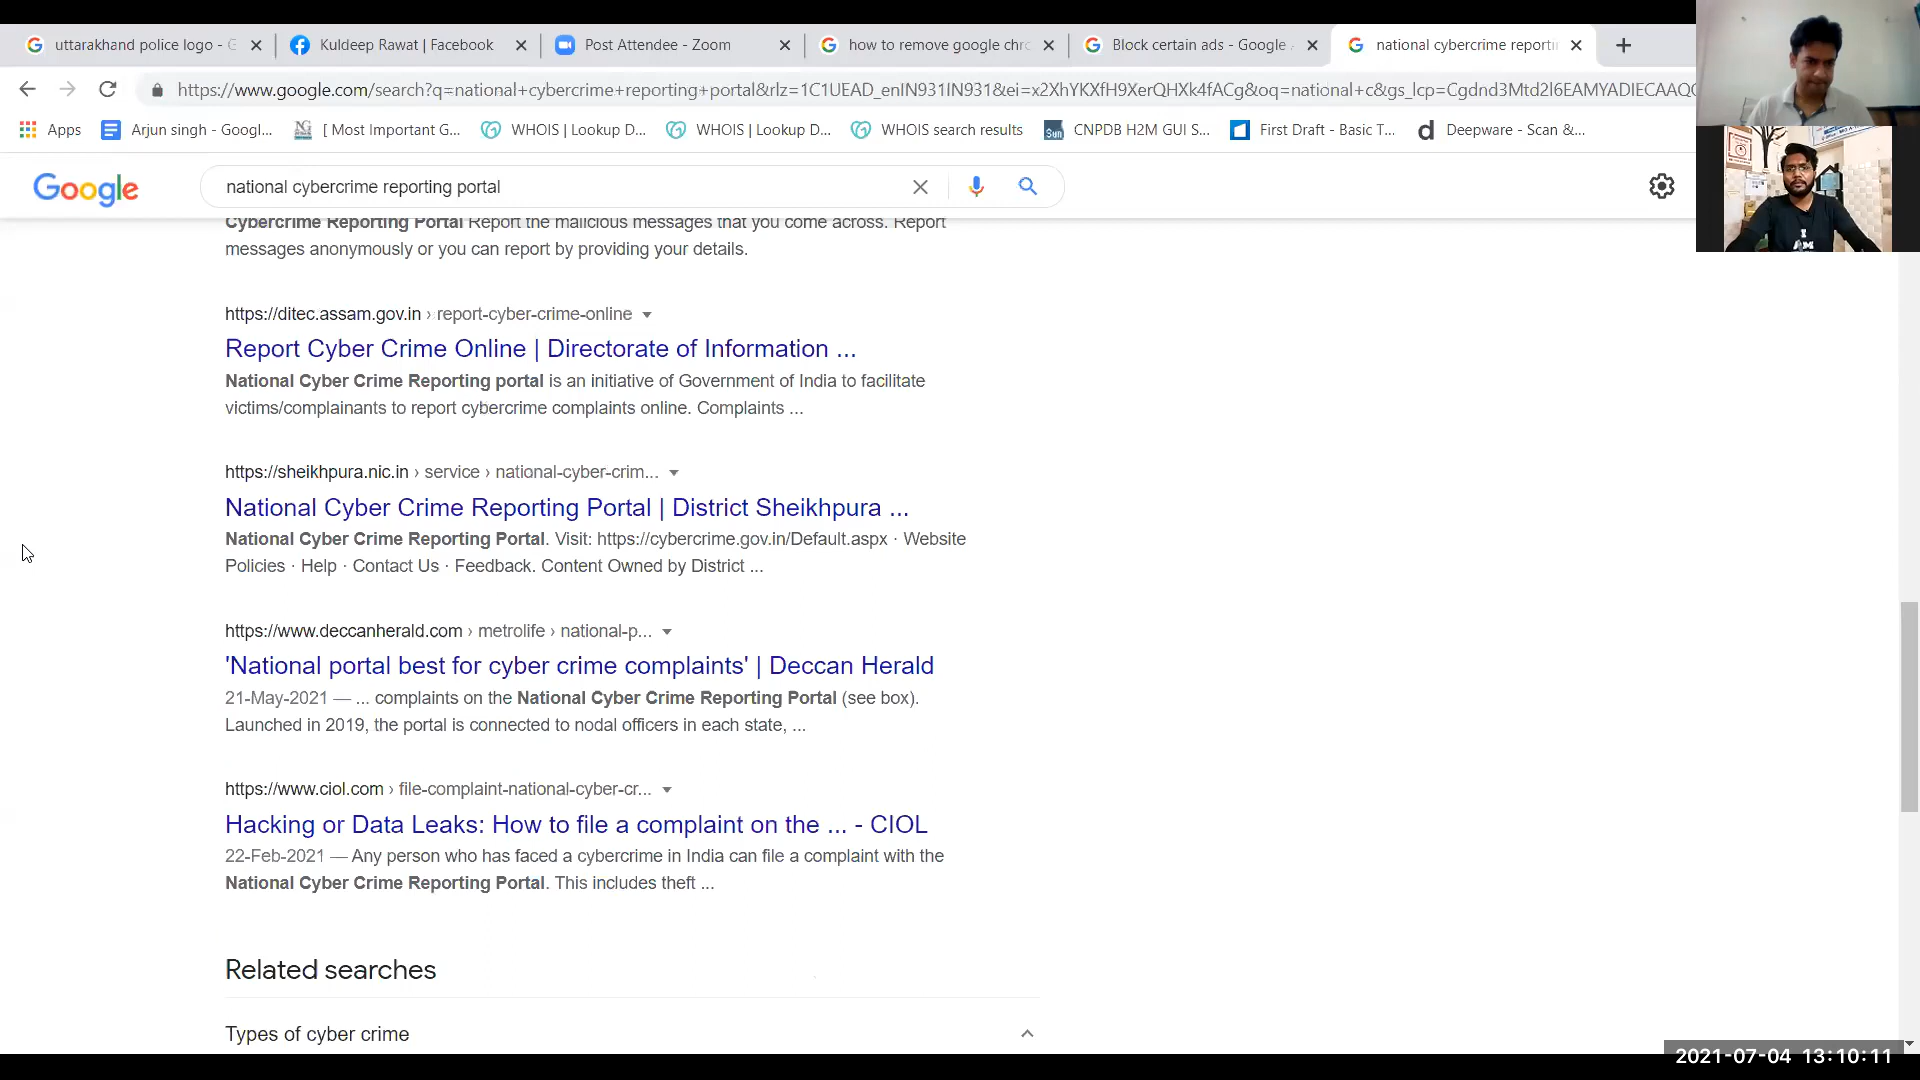 uttarakhand police logo - G
Kuldeep Rawat | Facebook
Post Attendee - Zoom
how to remove google chro
Block certain ads - Google
national cybercrime reporti
https://www.google.com/search?q=national+cybercrime+reporting+portal&rlz=1C1UEAD_enIN931IN931&ei=x2XhYKXfH9XerQHXk4fACg&oq=national+c&gs_lcp=Cgdnd3Mtd2l6EAMYADIECAAQ
Apps
Arjun singh - Googl...
[ Most Important G...
WHOIS | Lookup D...
WHOIS | Lookup D...
WHOIS search results
CNPDB H2M GUI S...
First Draft - Basic T...
Deepware - Scan &...
Google
national cybercrime reporting portal
Cybercrime Reporting Portal Report the malicious messages that you come across. Report
messages anonymously or you can report by providing your details.
https://ditec.assam.gov.in › report-cyber-crime-online
Report Cyber Crime Online | Directorate of Information ...
National Cyber Crime Reporting portal is an initiative of Government of India to facilitate
victims/complainants to report cybercrime complaints online. Complaints ...
https://sheikhpura.nic.in › service › national-cyber-crim...
National Cyber Crime Reporting Portal | District Sheikhpura ...
National Cyber Crime Reporting Portal. Visit: https://cybercrime.gov.in/Default.aspx · Website
Policies · Help · Contact Us · Feedback. Content Owned by District ...
https://www.deccanherald.com › metrolife › national-p...
'National portal best for cyber crime complaints' | Deccan Herald
21-May-2021 — ... complaints on the National Cyber Crime Reporting Portal (see box).
Launched in 2019, the portal is connected to nodal officers in each state, ...
https://www.ciol.com › file-complaint-national-cyber-cr...
Hacking or Data Leaks: How to file a complaint on the ... - CIOL
22-Feb-2021 — Any person who has faced a cybercrime in India can file a complaint with the
National Cyber Crime Reporting Portal. This includes theft ...
Related searches
Types of cyber crime
I
AM
2021-07-04 13:10:11